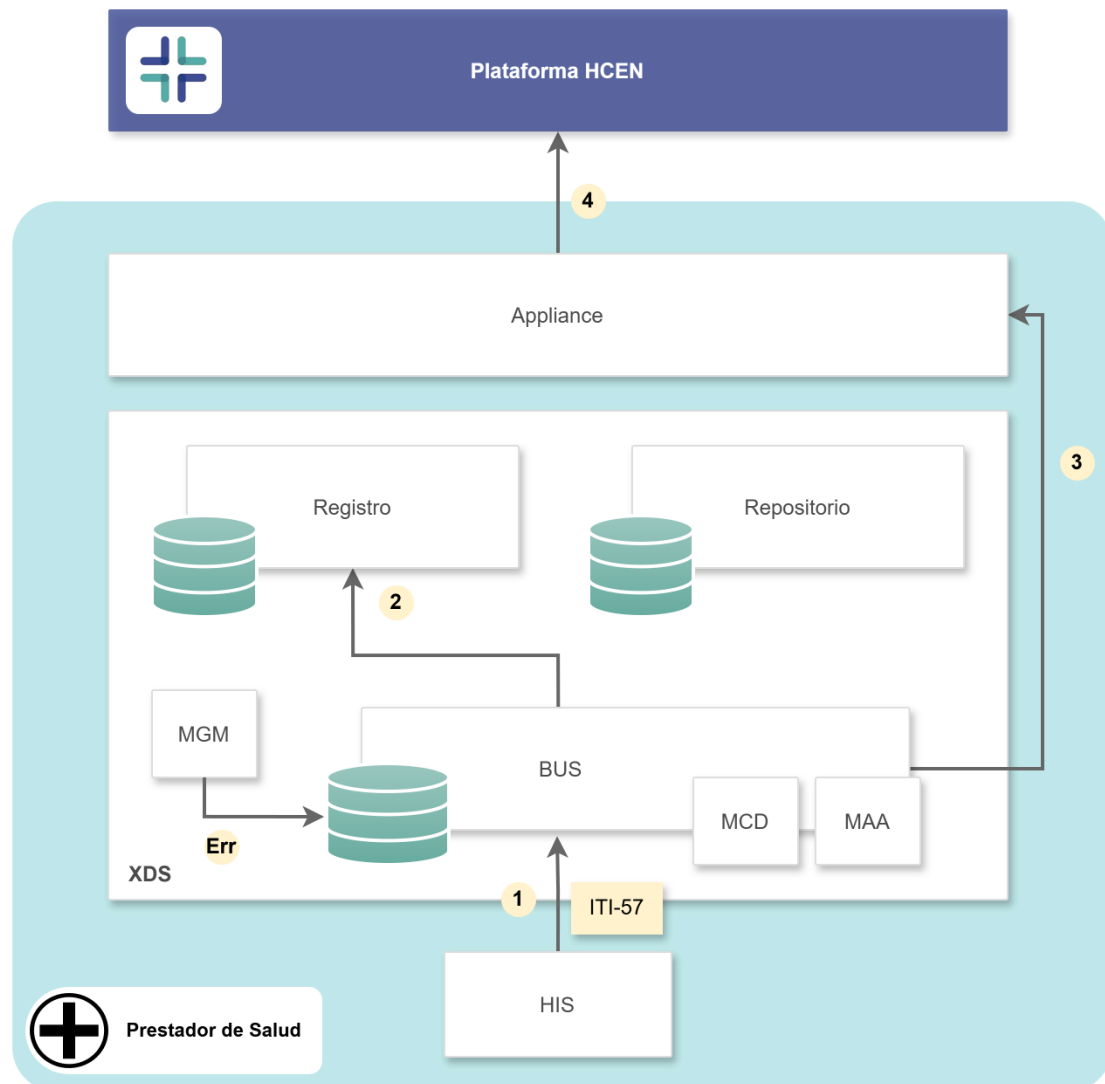 Plataforma HCEN
4
Appliance
3
Registro
Repositorio
2
MGM
BUS
MCD
MAA
Err
XDS
1
ITI-57
HIS
Prestador de Salud